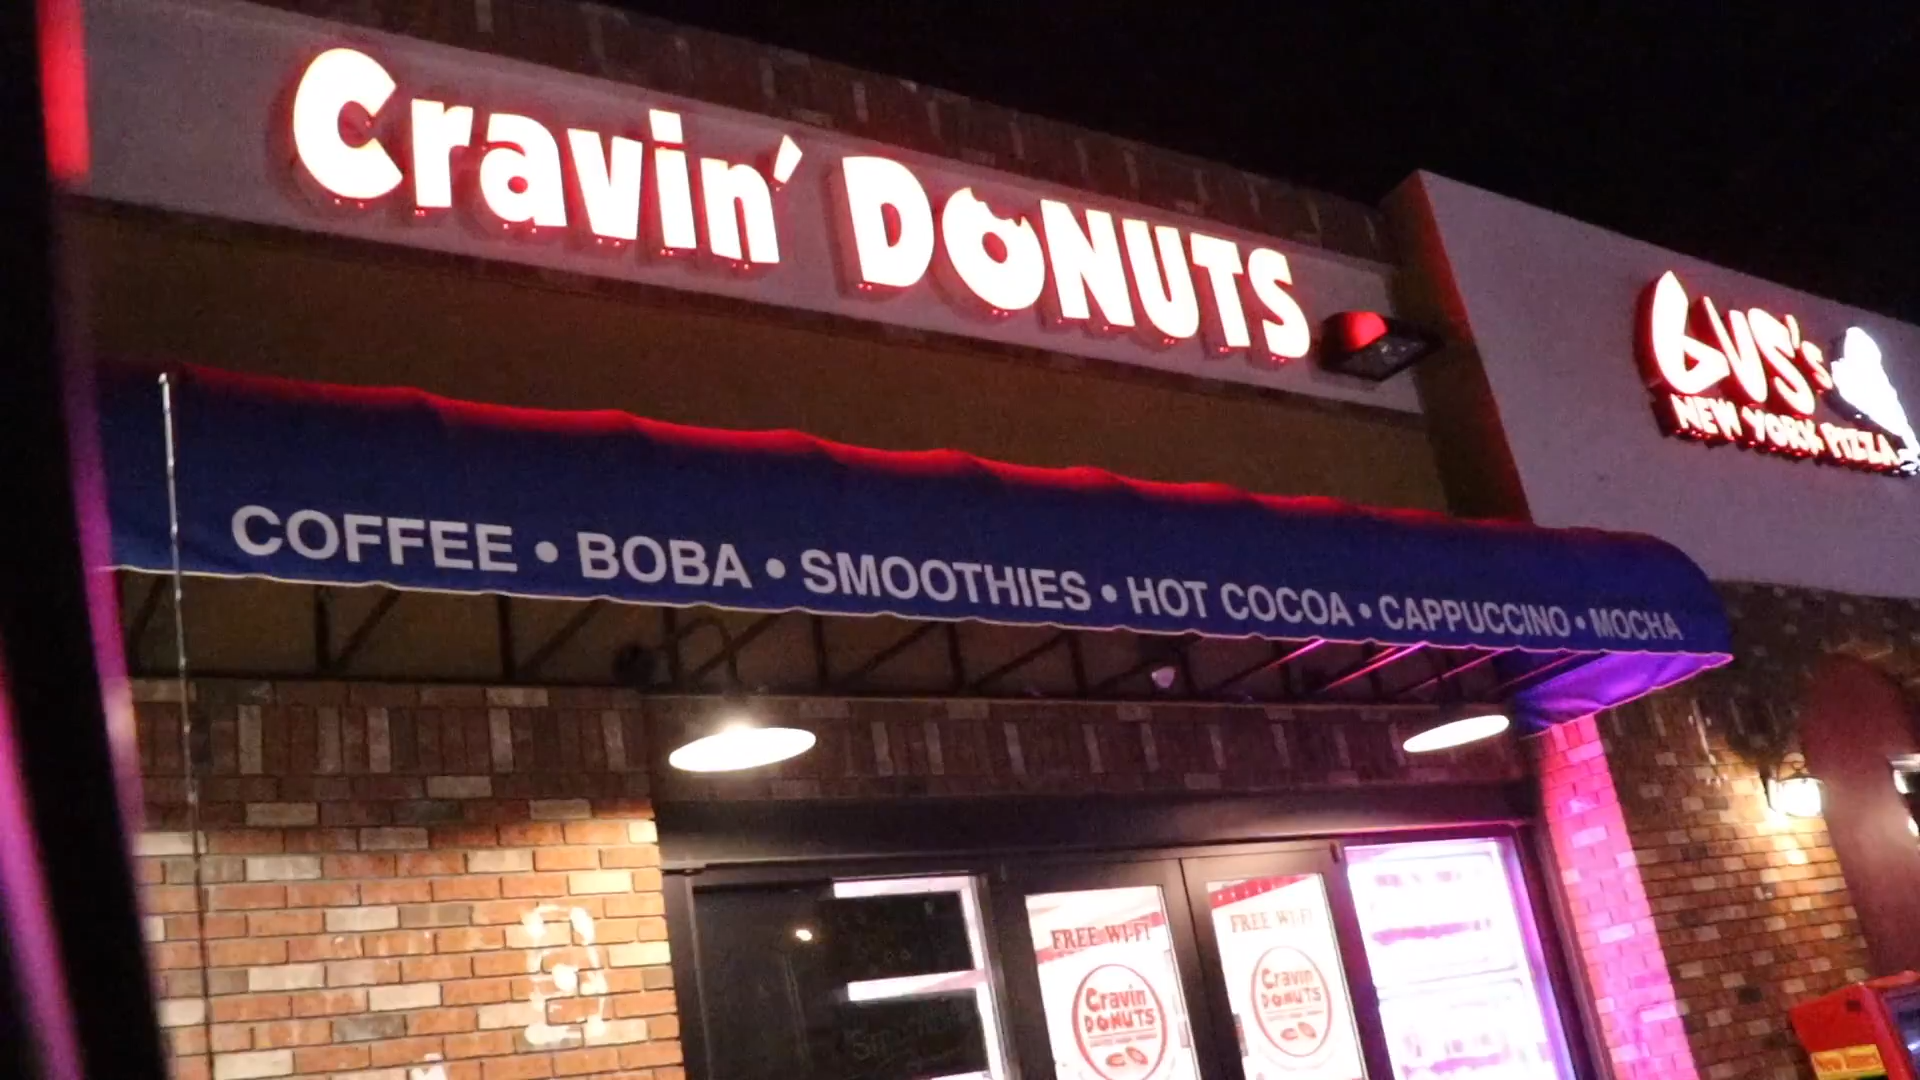 Cravin' DONUTS
GUS's
NEW YORK PIZZA
COFFEE • BOBA • SMOOTHIES • HOT COCOA • CAPPUCCINO • MOCHA
FREE WI-FI
Cravin
DONUTS
FREE WI-FI
Cravin
DONUTS